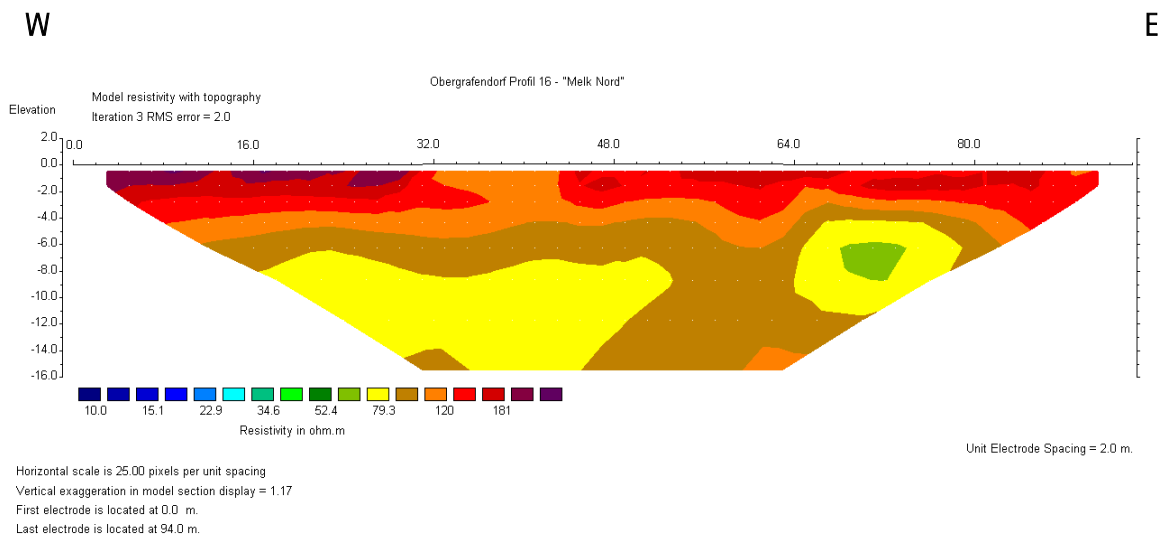 W E
Obergrafendorf Profil 16 - "Melk Nord"
Model resistivity with topography
Elevation
Iteration 3 RMS error = 2.0
2.0
0.0 16.0 32.0 48.0 64.0 80.0
0.0
-2.0
-4.0
-6.0
-8.0
-10.0
-12.0
-14.0
-16.0
10.0 15.1 22.9 34.6 52.4 79.3 120 181
Resistivity in ohm.m
Unit Electrode Spacing = 2.0 m.
Horizontal scale is 25.00 pixels per unit spacing
Vertical exaggeration in model section display = 1.17
First electrode is located at 0.0 m.
Last electrode is located at 94.0 m.